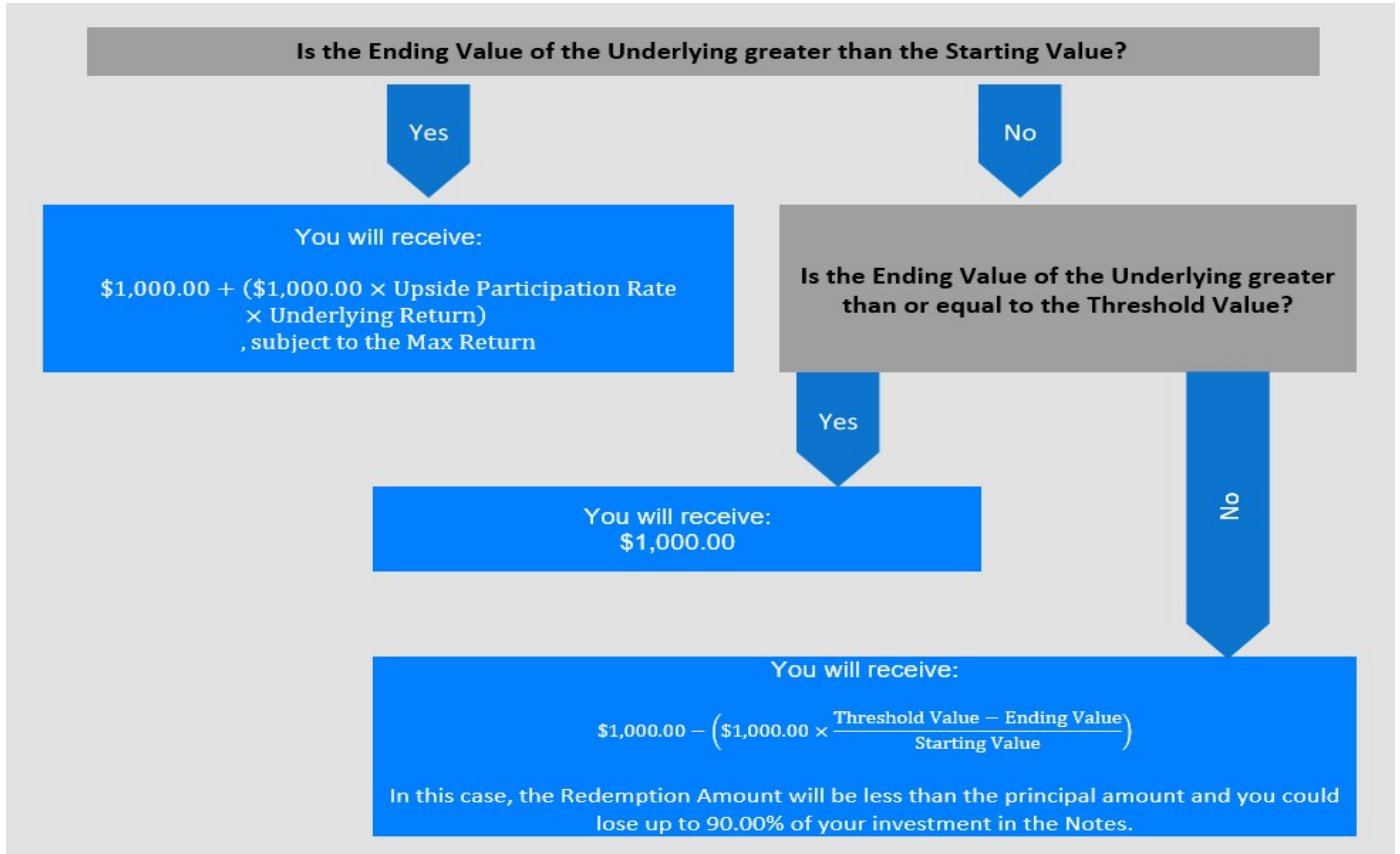 Is the Ending Value of the Underlying greater than the Starting Value?
Yes
No
You will receive:
$1,000.00 + ($1,000.00 × Upside Participation Rate
× Underlying Return)
, subject to the Max Return
Is the Ending Value of the Underlying greater
than or equal to the Threshold Value?
Yes
No
You will receive:
$1,000.00
You will receive:
$1,000.00 − ($1,000.00 × (Threshold Value − Ending Value
Starting Value))
In this case, the Redemption Amount will be less than the principal amount and you could
lose up to 90.00% of your investment in the Notes.